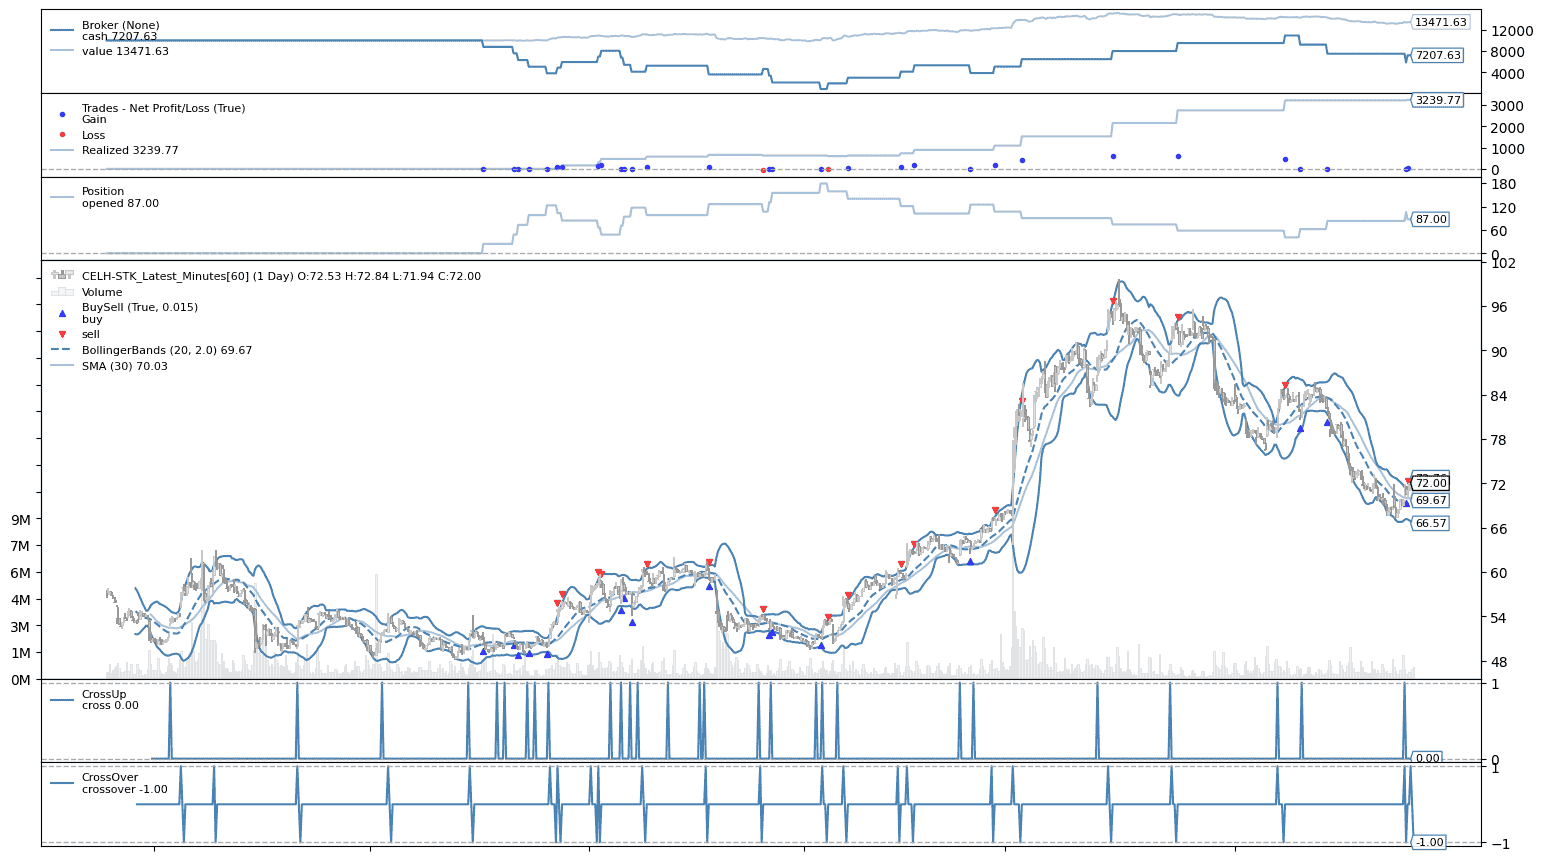 Broker (None)
cash 7207.63
value 13471.63
13471.63
12000
8000
7207.63
4000
Trades - Net Profit/Loss (True)
Gain
Loss
Realized 3239.77
3239.77
3000
2000
1000
0
Position
opened 87.00
180
120
87.00
60
0
CELH-STK_Latest_Minutes[60] (1 Day) O:72.53 H:72.84 L:71.94 C:72.00
Volume
BuySell (True, 0.015)
buy
sell
BollingerBands (20, 2.0) 69.67
SMA (30) 70.03
102
96
90
84
78
72
66
60
54
48
72.00
69.67
66.57
9M
7M
6M
4M
3M
1M
0M
CrossUp
cross 0.00
1
0.00
0
CrossOver
crossover -1.00
1
-1.00
−1